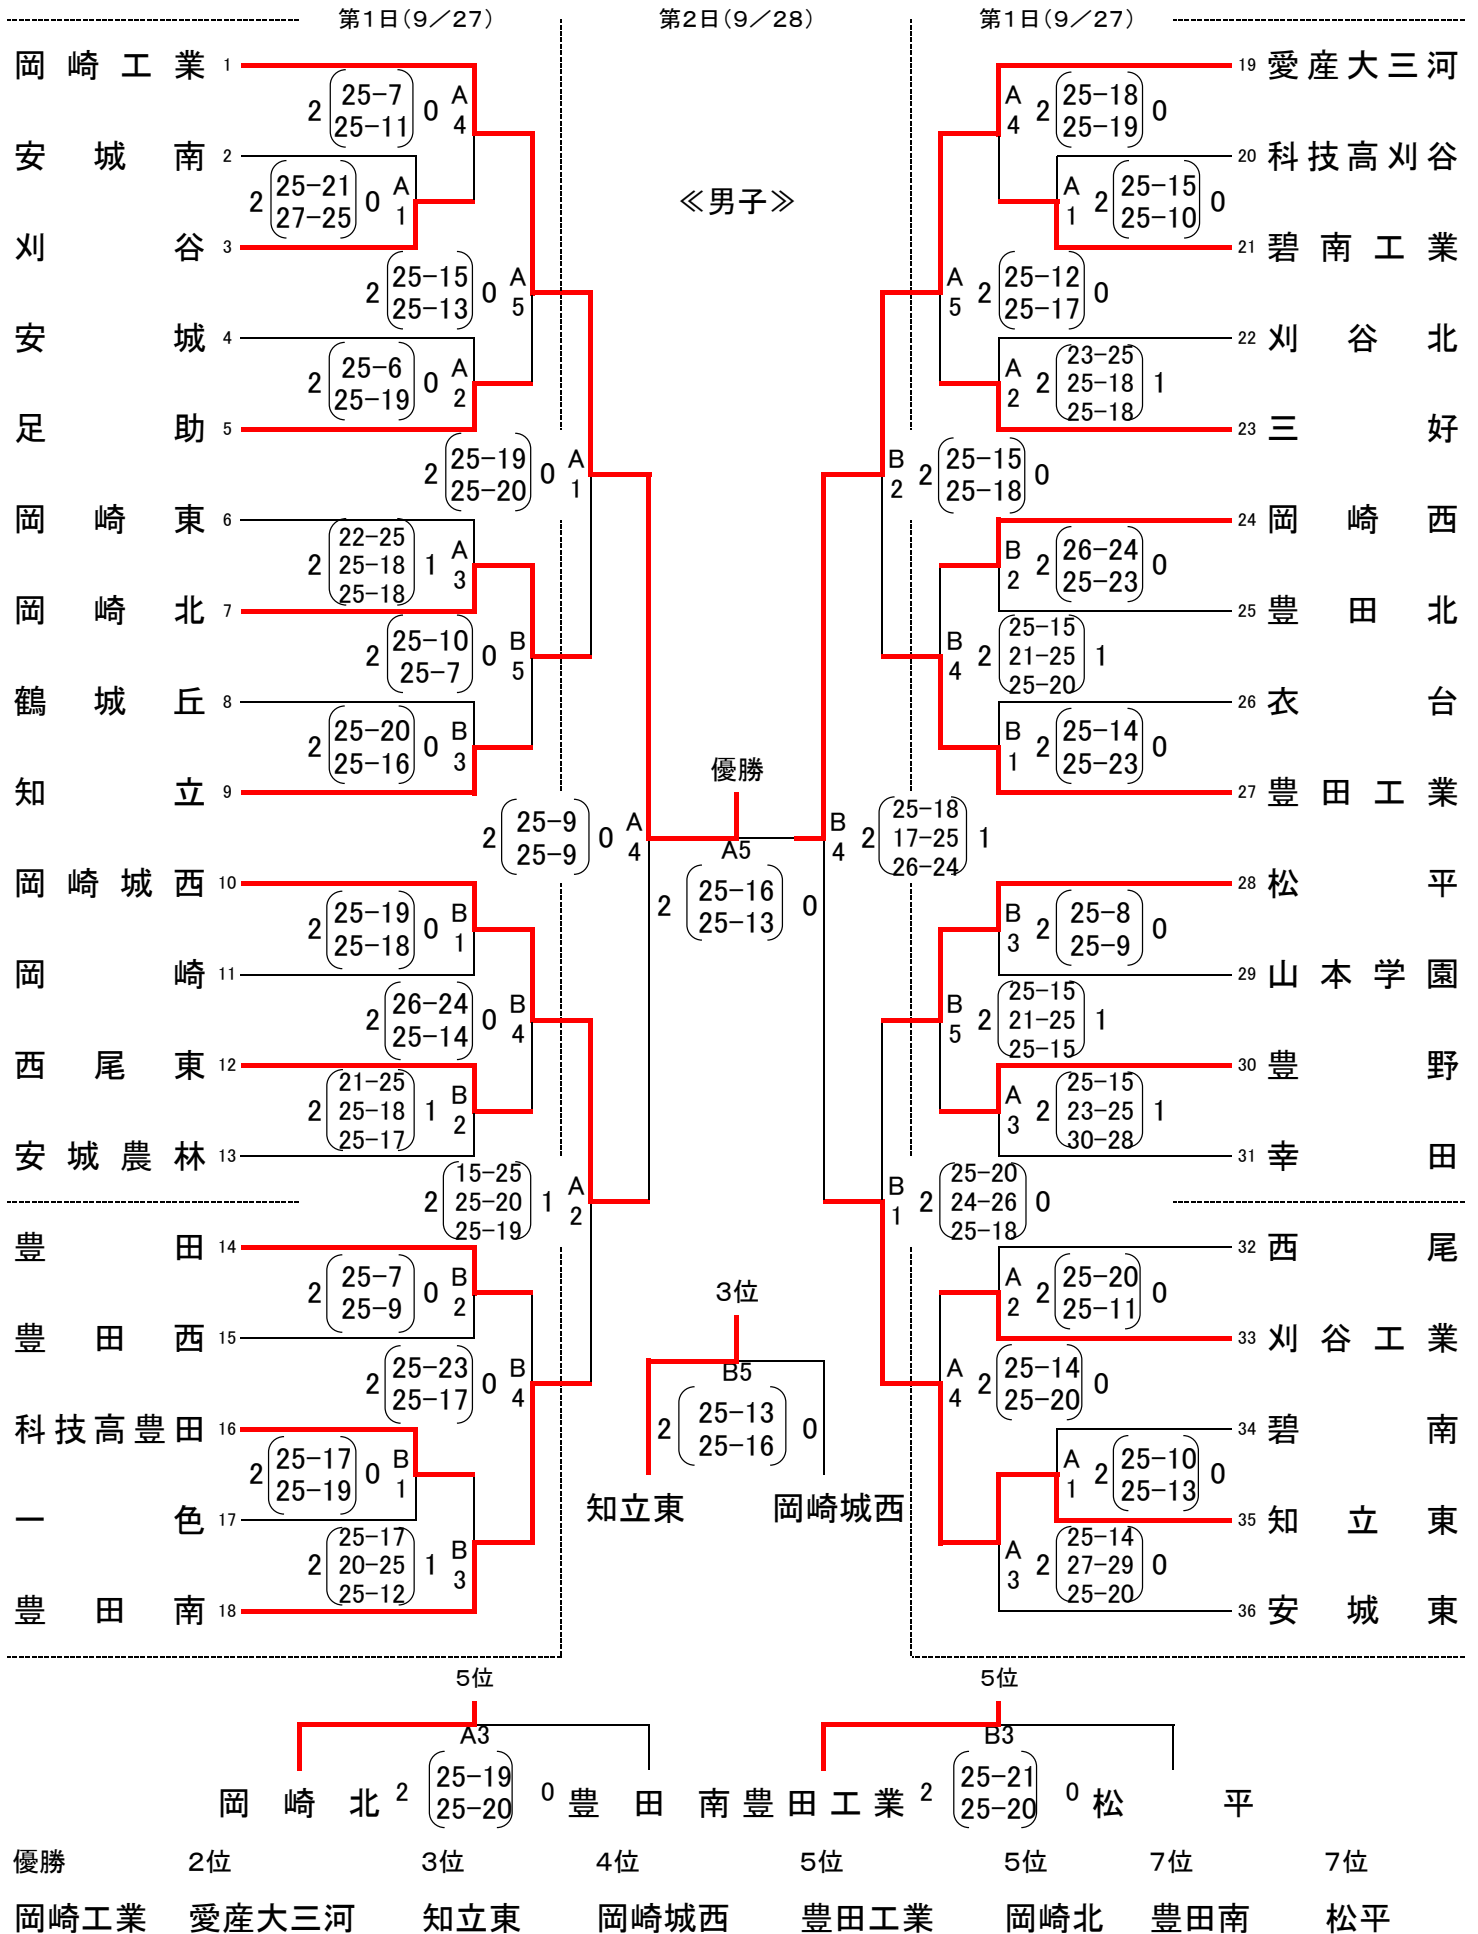 第1日(9／27) 第2日(9／28) 第1日(9／27)
≪男子≫
岡崎工業 1
2 25−7 0 A
25−11 4
安城南 2
2 25−21 0 A
27−25 1
刈谷 3
2 25−15 0 A
25−13 5
安城 4
2 25−6 0 A
25−19 2
足助 5
2 25−19 0 A
25−20 1
岡崎東 6
22−25
2 25−18 1 A
25−18 3
岡崎北 7
2 25−10 0 B
25−7 5
鶴城丘 8
2 25−20 0 B
25−16 3
知立 9
2 25−9 0 A
25−9 4
岡崎城西 10
2 25−19 0 B
25−18 1
岡崎 11
2 26−24 0 B
25−14 4
西尾東 12
21−25
2 25−18 1 B
25−17 2
安城農林 13
15−25
2 25−20 1 A
25−19 2
豊田 14
2 25−7 0 B
25−9 2
豊田西 15
2 25−23 0 B
25−17 4
科技高豊田 16
2 25−17 0 B
25−19 1
一色 17
25−17
2 20−25 1 B
25−12 3
豊田南 18
優勝
A5
2 25−16 0
25−13
3位
B5
2 25−13 0
25−16
知立東 岡崎城西
19 愛産大三河
A 2 25−18 0
4 25−19
20 科技高刈谷
A 2 25−15 0
1 25−10
21 碧南工業
A 2 25−12 0
5 25−17
22 刈谷北
23−25
A 2 25−18 1
2 25−18
23 三好
B 2 25−15 0
2 25−18
24 岡崎西
B 2 26−24 0
2 25−23
25 豊田北
25−15
B 2 21−25 1
4 25−20
26 衣台
B 2 25−14 0
1 25−23
27 豊田工業
25−18
B 2 17−25 1
4 26−24
28 松平
B 2 25−8 0
3 25−9
29 山本学園
25−15
B 2 21−25 1
5 25−15
30 豊野
25−15
A 2 23−25 1
3 30−28
31 幸田
25−20
B 2 24−26 0
1 25−18
32 西尾
A 2 25−20 0
2 25−11
33 刈谷工業
A 2 25−14 0
4 25−20
34 碧南
A 2 25−10 0
1 25−13
35 知立東
25−14
A 2 27−29 0
3 25−20
36 安城東
5位 5位
A3 B3
岡崎北 2 25−19 0 豊田南 豊田工業 2 25−21 0 松平
25−20 25−20
優勝 2位 3位 4位 5位 5位 7位 7位
岡崎工業 愛産大三河 知立東 岡崎城西 豊田工業 岡崎北 豊田南 松平